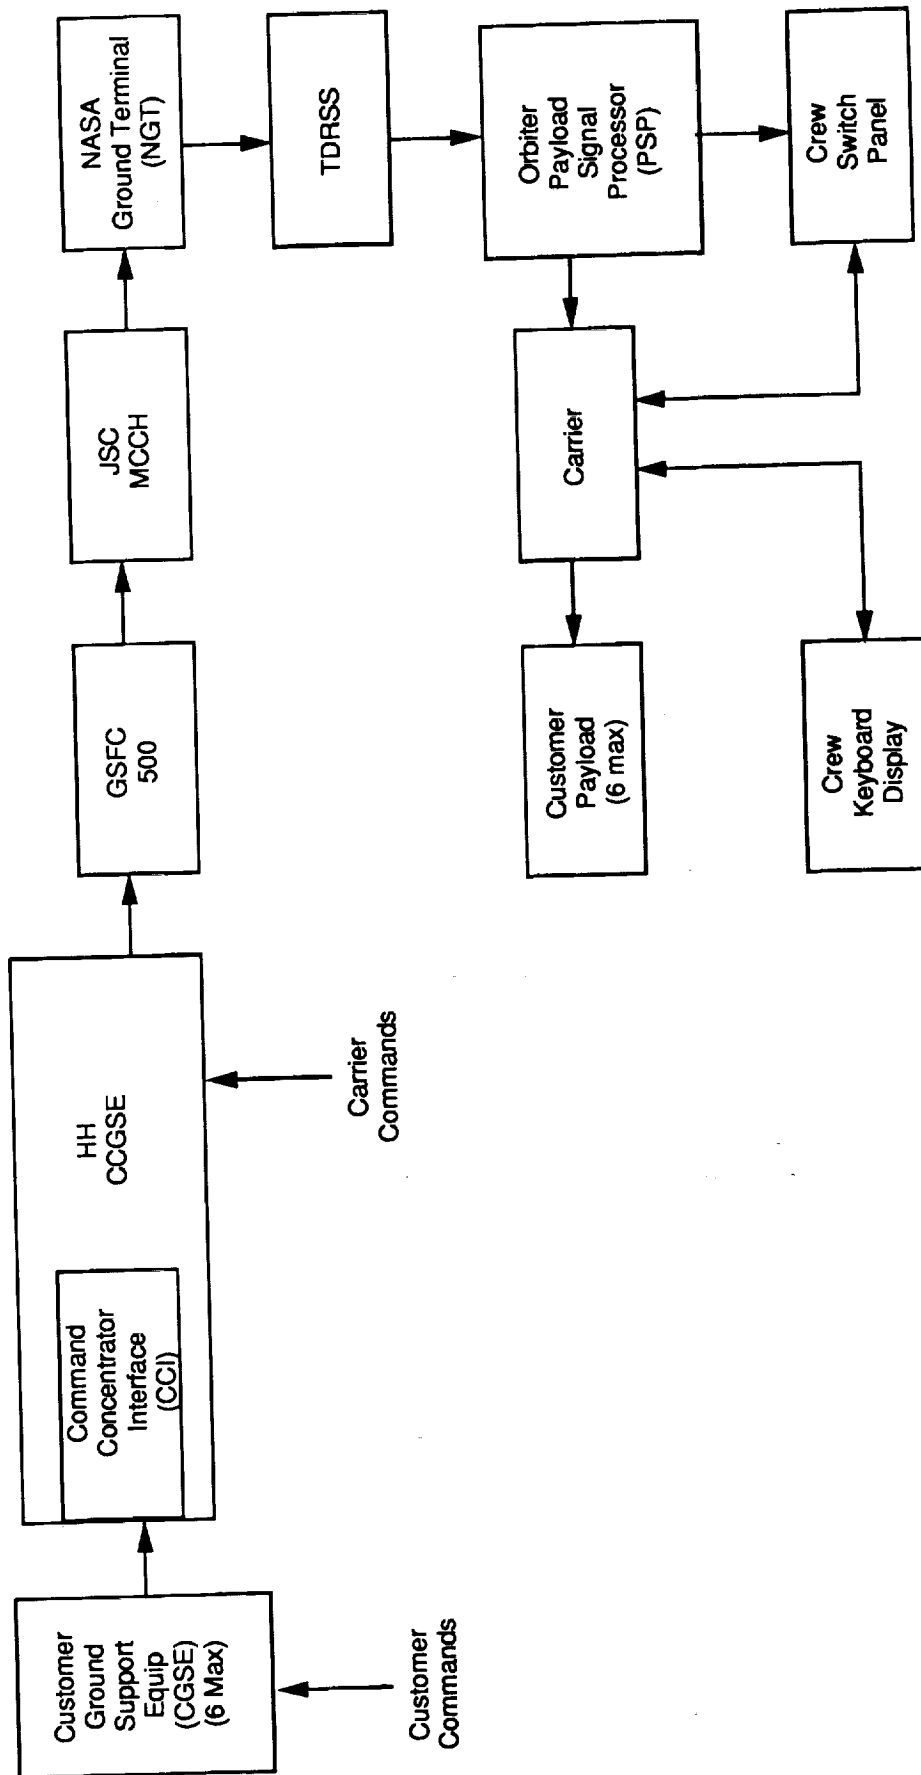 Customer
Ground
Support
Equip
(CGSE)
(6 Max)
Customer
Commands
Command
Concentrator
Interface
(CCI)
HH
CCGSE
Carrier
Commands
GSFC
500
JSC
MCCH
NASA
Ground Terminal
(NGT)
TDRSS
Orbiter
Payload
Signal
Processor
(PSP)
Crew
Switch
Panel
Carrier
Customer
Payload
(6 max)
Crew
Keyboard
Display